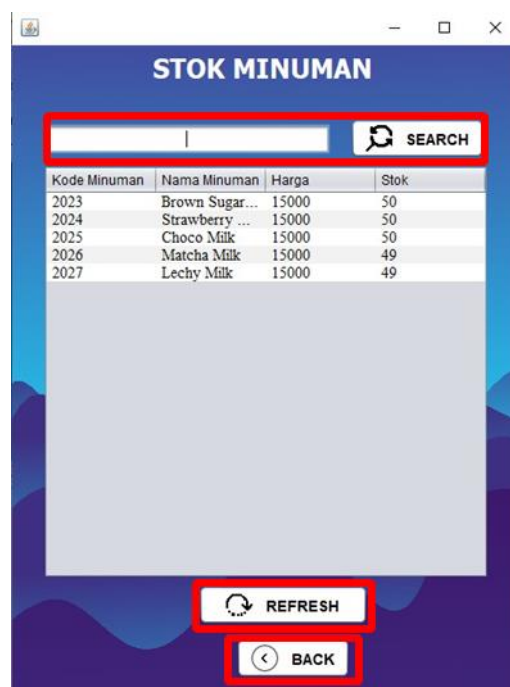 STOK MINUMAN
SEARCH
Kode Minuman Nama Minuman Harga Stok
2023 Brown Sugar... 15000 50
2024 Strawberry ... 15000 50
2025 Choco Milk 15000 50
2026 Matcha Milk 15000 49
2027 Lechy Milk 15000 49
REFRESH
BACK